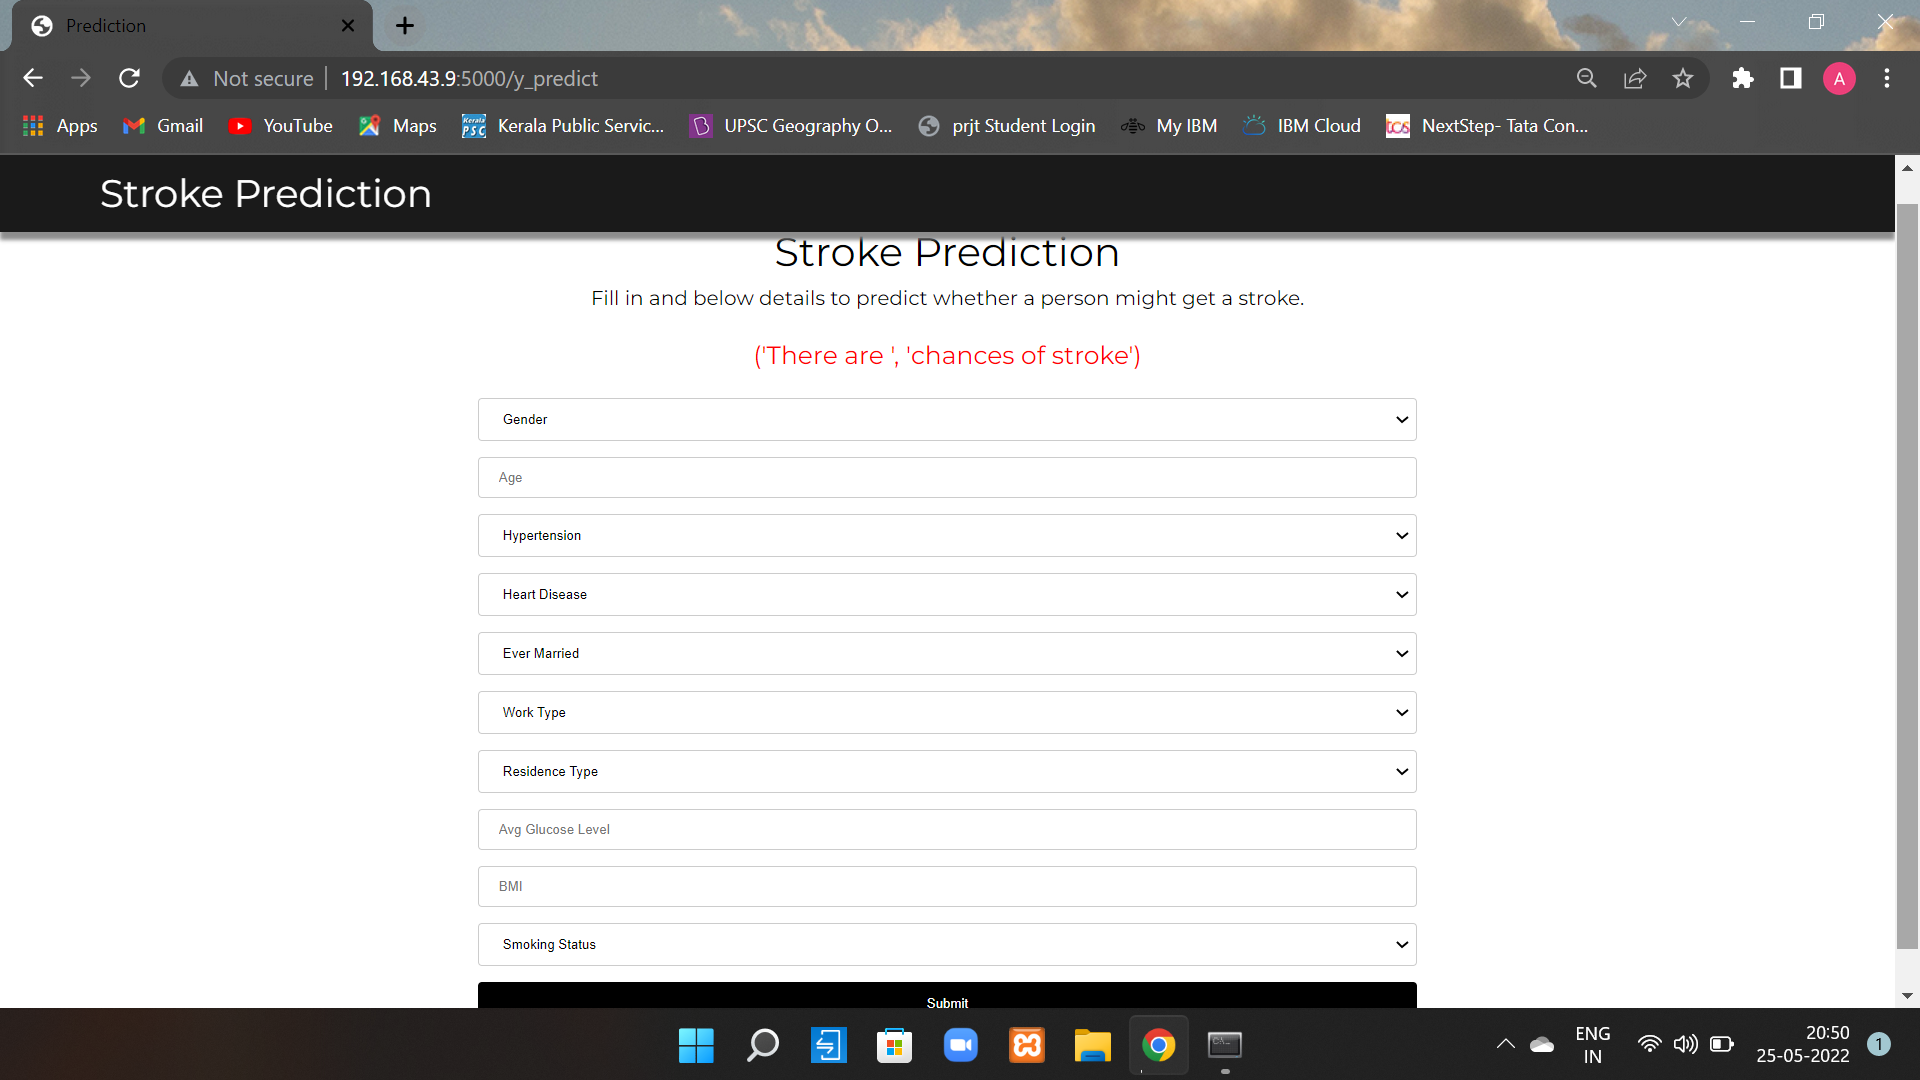 Prediction
Not secure
192.168.43.9:5000/y_predict
A
Apps
Gmail
YouTube
Maps
Kerala PSC
Kerala Public Servic...
UPSC Geography O...
prjt Student Login
My IBM
IBM Cloud
tcs
NextStep- Tata Con...
Stroke Prediction
Stroke Prediction
Fill in and below details to predict whether a person might get a stroke.
('There are ', 'chances of stroke')
Gender
Age
Hypertension
Heart Disease
Ever Married
Work Type
Residence Type
Avg Glucose Level
BMI
Smoking Status
Submit
ENG
IN
20:50
25-05-2022
1